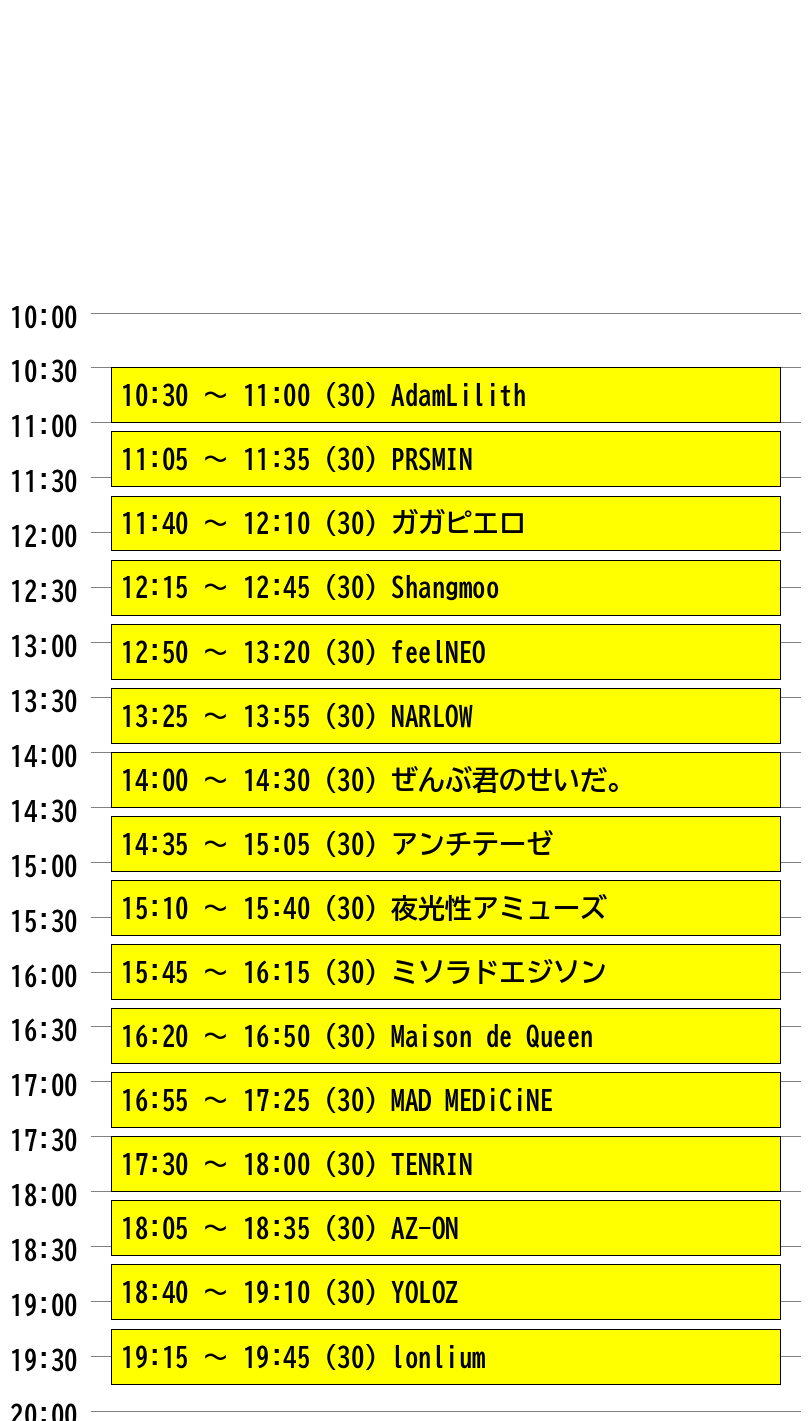 10:00
10:30
10:30 ～ 11:00 (30) AdamLilith
11:00
11:05 ～ 11:35 (30) PRSMIN
11:30
11:40 ～ 12:10 (30) ガガピエロ
12:00
12:15 ～ 12:45 (30) Shangmoo
12:30
12:50 ～ 13:20 (30) feelNEO
13:00
13:25 ～ 13:55 (30) NARLOW
13:30
14:00
14:00 ～ 14:30 (30) ぜんぶ君のせいだ。
14:30
14:35 ～ 15:05 (30) アンチテーゼ
15:00
15:10 ～ 15:40 (30) 夜光性アミューズ
15:30
15:45 ～ 16:15 (30) ミソラドエジソン
16:00
16:20 ～ 16:50 (30) Maison de Queen
16:30
16:55 ～ 17:25 (30) MAD MEDiCiNE
17:00
17:30
17:30 ～ 18:00 (30) TENRIN
18:00
18:05 ～ 18:35 (30) AZ-ON
18:30
18:40 ～ 19:10 (30) YOLOZ
19:00
19:15 ～ 19:45 (30) lonlium
19:30
20:00